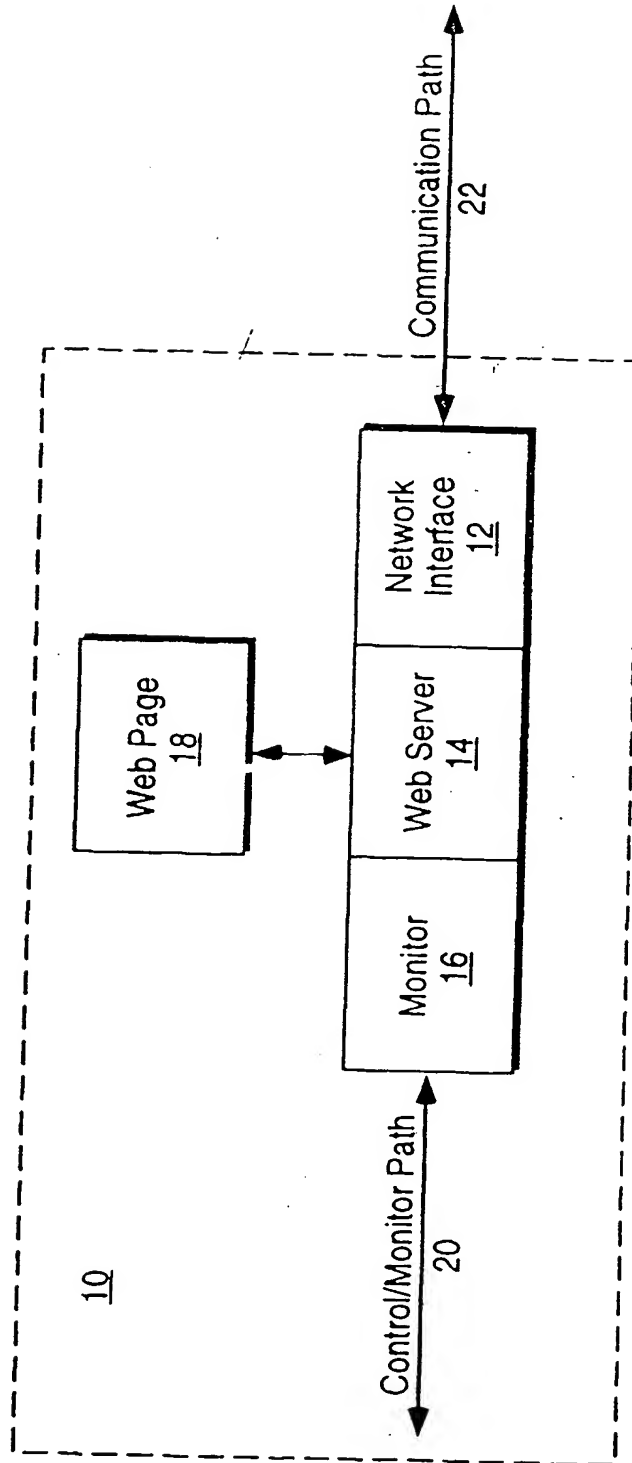 10
Web Page
18
Monitor
16
Web Server
14
Network
Interface
12
Control/Monitor Path
20
Communication Path
22